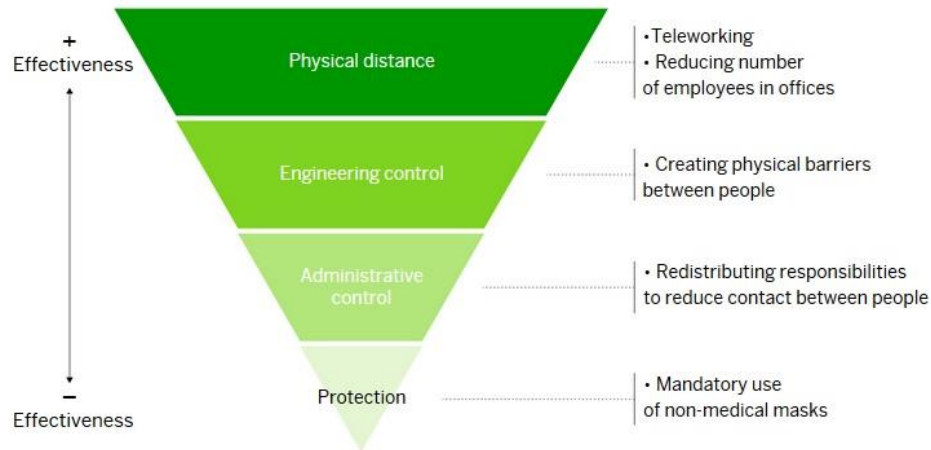 +
Effectiveness
Physical distance
•Teleworking
• Reducing number
of employees in offices
Engineering control
• Creating physical barriers
between people
Administrative
control
• Redistributing responsibilities
to reduce contact between people
Protection
• Mandatory use
of non-medical masks
–
Effectiveness